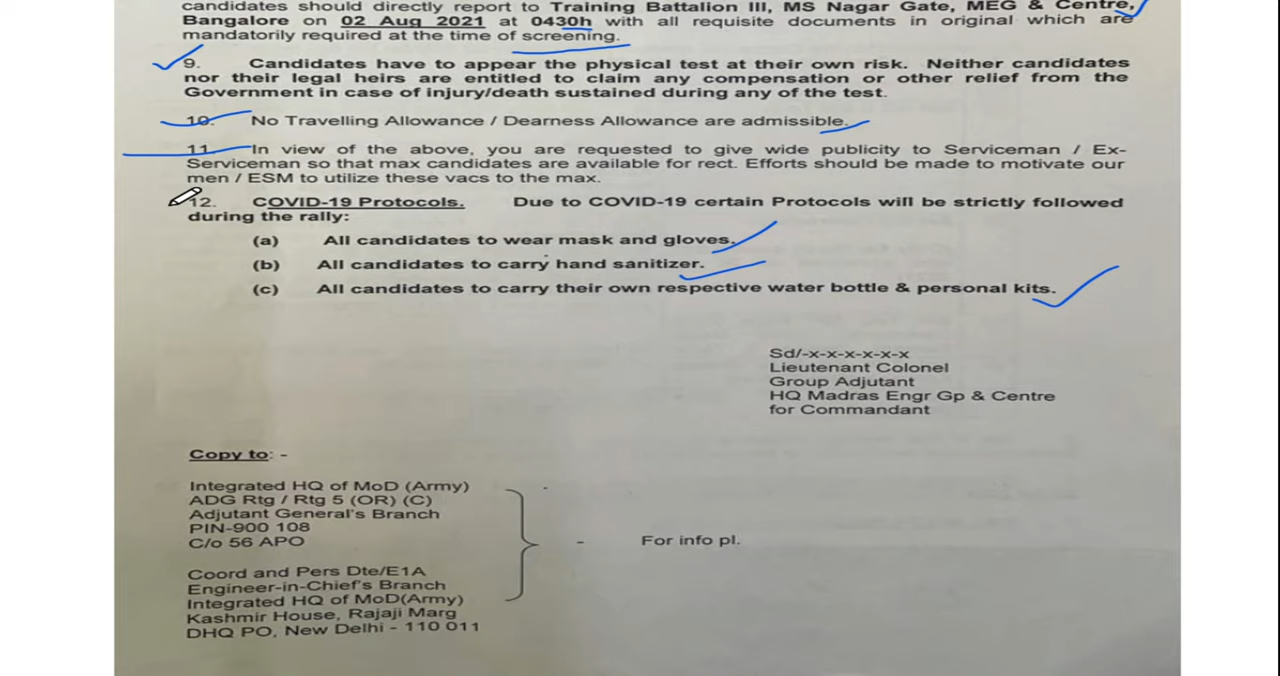 candidates should directly report to Training Battalion III, MS Nagar Gate, MEG & Centre,
Bangalore on 02 Aug 2021 at 0430h with all requisite documents in original which are
mandatorily required at the time of screening.
9. Candidates have to appear the physical test at their own risk. Neither candidates
nor their legal heirs are entitled to claim any compensation or other relief from the
Government in case of injury/death sustained during any of the test.
10. No Travelling Allowance / Dearness Allowance are admissible.
11. In view of the above, you are requested to give wide publicity to Serviceman / Ex-
Serviceman so that max candidates are available for rect. Efforts should be made to motivate our
men / ESM to utilize these vacs to the max.
12. COVID-19 Protocols. Due to COVID-19 certain Protocols will be strictly followed
during the rally:
(a) All candidates to wear mask and gloves.
(b) All candidates to carry hand sanitizer.
(c) All candidates to carry their own respective water bottle & personal kits.
Sd/-x-x-x-x-x-x
Lieutenant Colonel
Group Adjutant
HQ Madras Engr Gp & Centre
for Commandant
Copy to: -
Integrated HQ of MoD (Army)
ADG Rtg / Rtg 5 (OR) (C)
Adjutant General's Branch
PIN-900 108
C/o 56 APO
- For info pl.
Coord and Pers Dte/E1A
Engineer-in-Chief's Branch
Integrated HQ of MoD(Army)
Kashmir House, Rajaji Marg
DHQ PO, New Delhi - 110 011